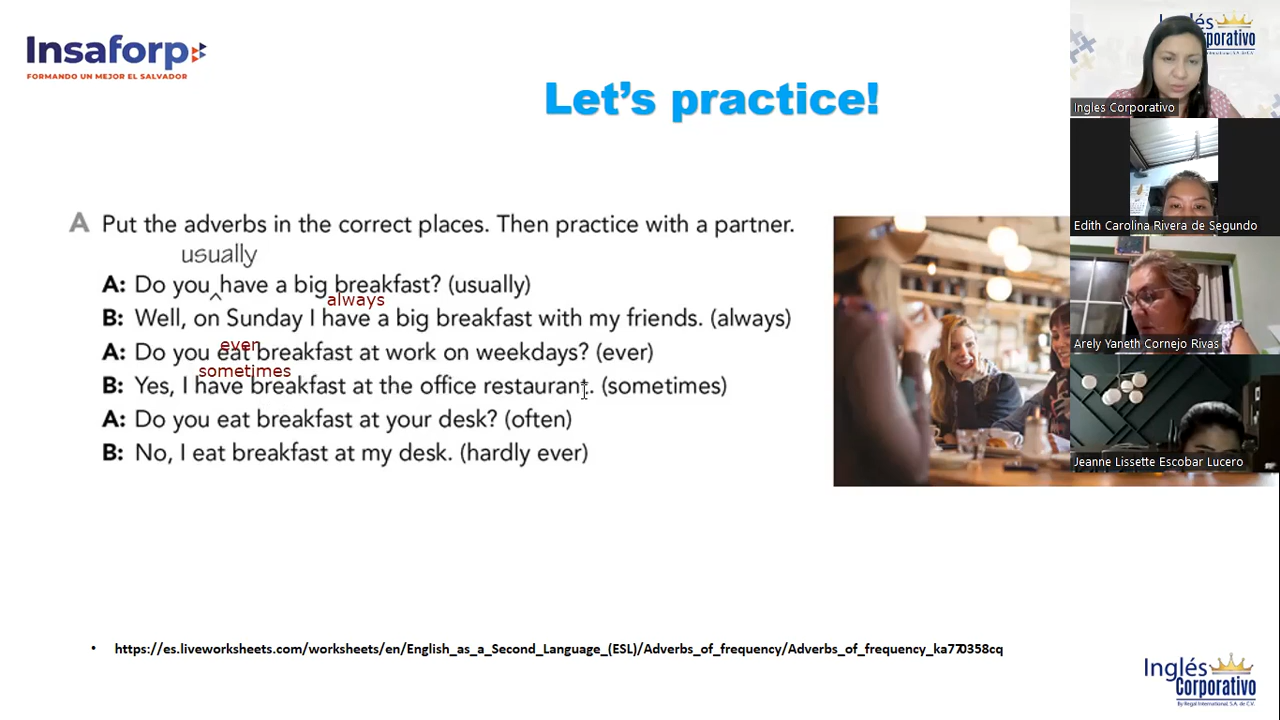 Insaforp
FORMANDO UN MEJOR EL SALVADOR
Let's practice!
A Put the adverbs in the correct places. Then practice with a partner.
usually
A: Do you ^ have a big breakfast? (usually)
always
B: Well, on Sunday I have a big breakfast with my friends. (always)
ever
A: Do you eat breakfast at work on weekdays? (ever)
sometimes
B: Yes, I have breakfast at the office restaurant. (sometimes)
A: Do you eat breakfast at your desk? (often)
B: No, I eat breakfast at my desk. (hardly ever)
• https://es.liveworksheets.com/worksheets/en/English_as_a_Second_Language_(ESL)/Adverbs_of_frequency/Adverbs_of_frequency_ka770358cq
Ingles Corporativo
Edith Carolina Rivera de Segundo
Arely Yaneth Cornejo Rivas
Jeanne Lissette Escobar Lucero
Inglés
Corporativo
By Regal International, S.A. de C.V.